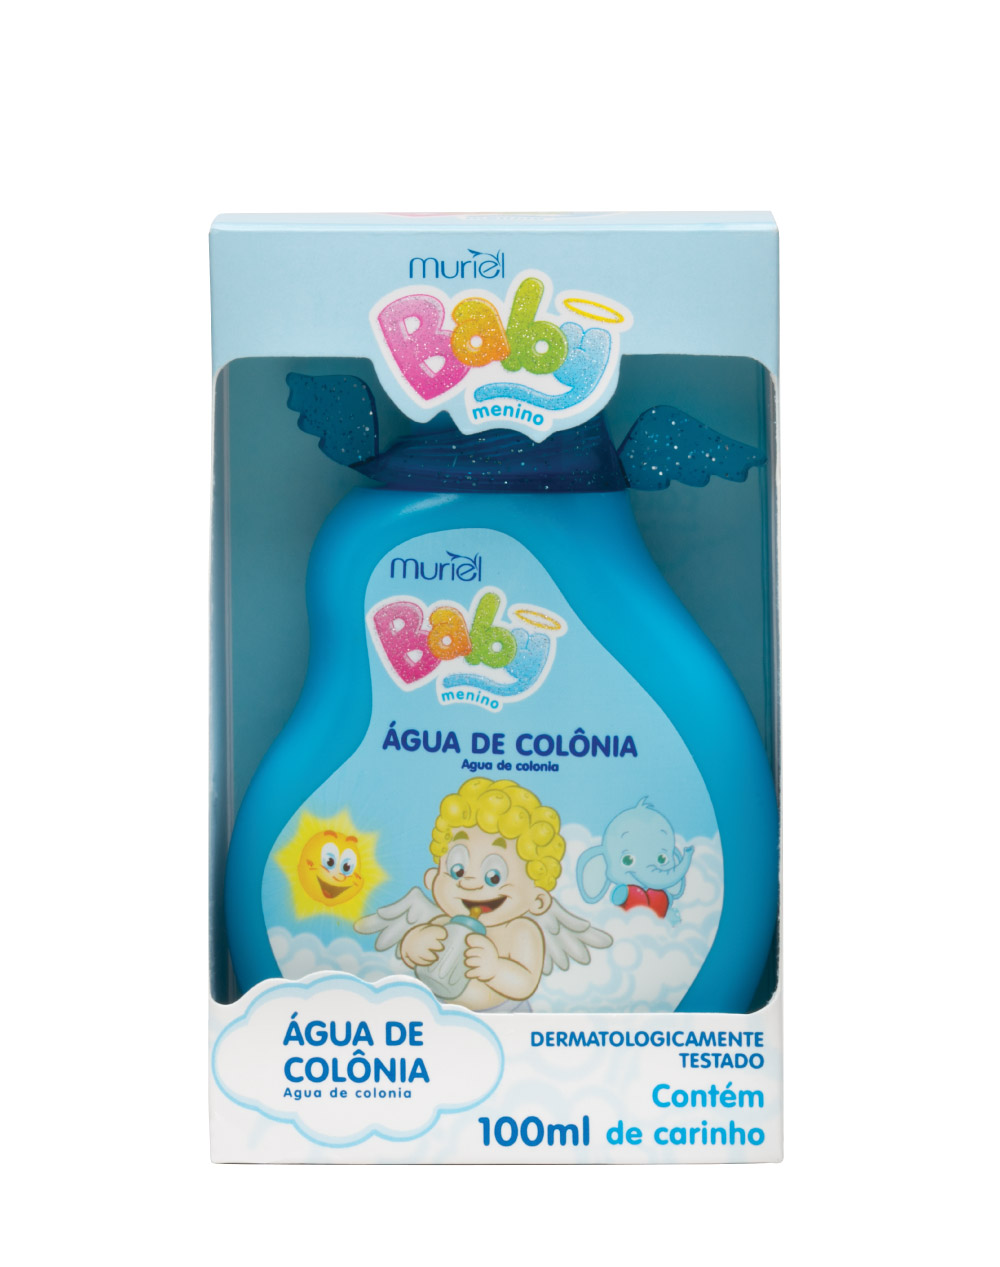 muriel
Baby
menino
muriel
Baby
menino
ÁGUA DE COLÔNIA
Agua de colonia
ÁGUA DE
COLÔNIA
Agua de colonia
DERMATOLOGICAMENTE
TESTADO
Contém
100ml de carinho